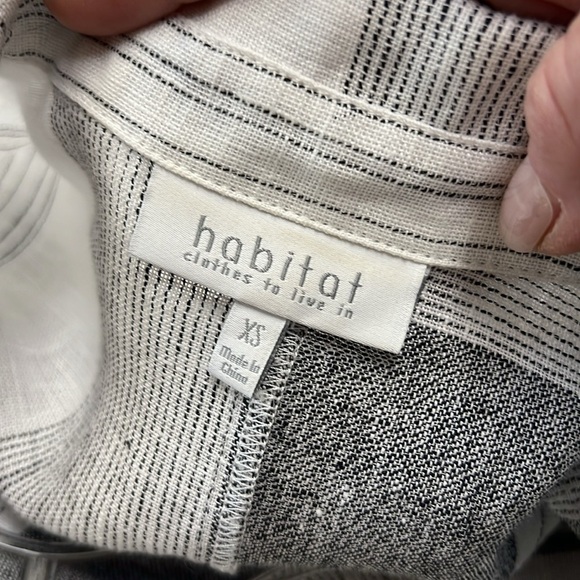 habitat
clothes to live in
XS
Made In
China